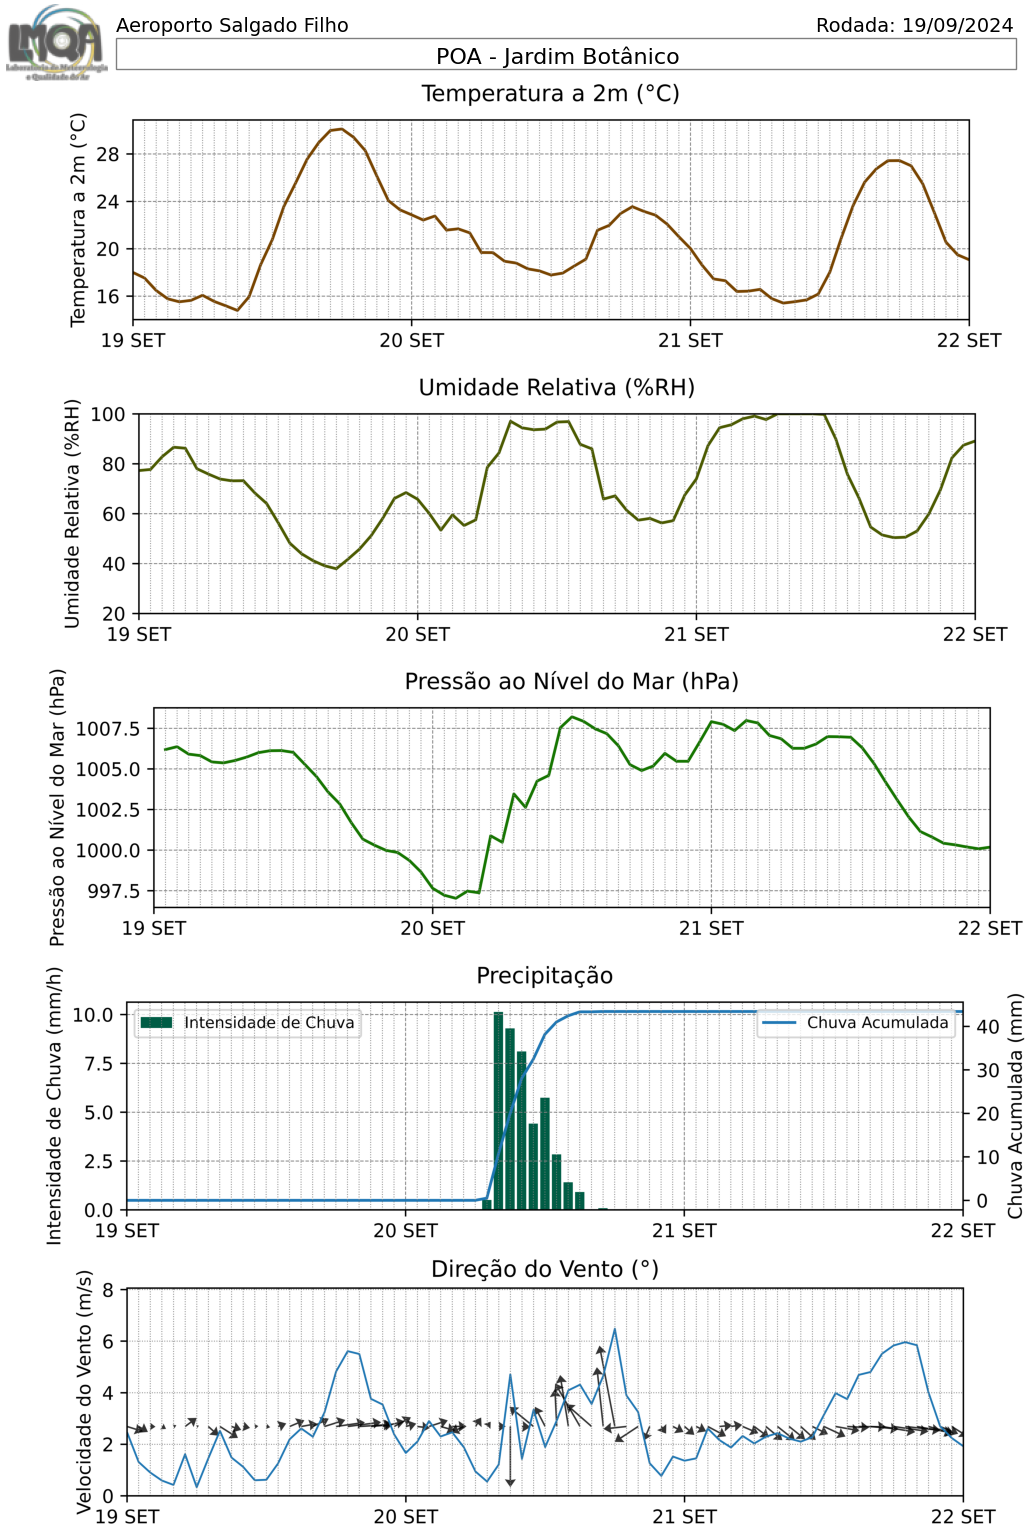 LMQA
Laboratório de Meteorologia
e Qualidade do Ar
Aeroporto Salgado Filho
Rodada: 19/09/2024
POA - Jardim Botânico
Temperatura a 2m (°C)
Temperatura a 2m (°C)
28
24
20
16
19 SET
20 SET
21 SET
22 SET
Umidade Relativa (%RH)
Umidade Relativa (%RH)
100
80
60
40
20
19 SET
20 SET
21 SET
22 SET
Pressão ao Nível do Mar (hPa)
Pressão ao Nível do Mar (hPa)
1007.5
1005.0
1002.5
1000.0
997.5
19 SET
20 SET
21 SET
22 SET
Precipitação
Intensidade de Chuva (mm/h)
10.0
7.5
5.0
2.5
0.0
Intensidade de Chuva
Chuva Acumulada
40
30
20
10
0
Chuva Acumulada (mm)
19 SET
20 SET
21 SET
22 SET
Direção do Vento (°)
Velocidade do Vento (m/s)
8
6
4
2
0
19 SET
20 SET
21 SET
22 SET